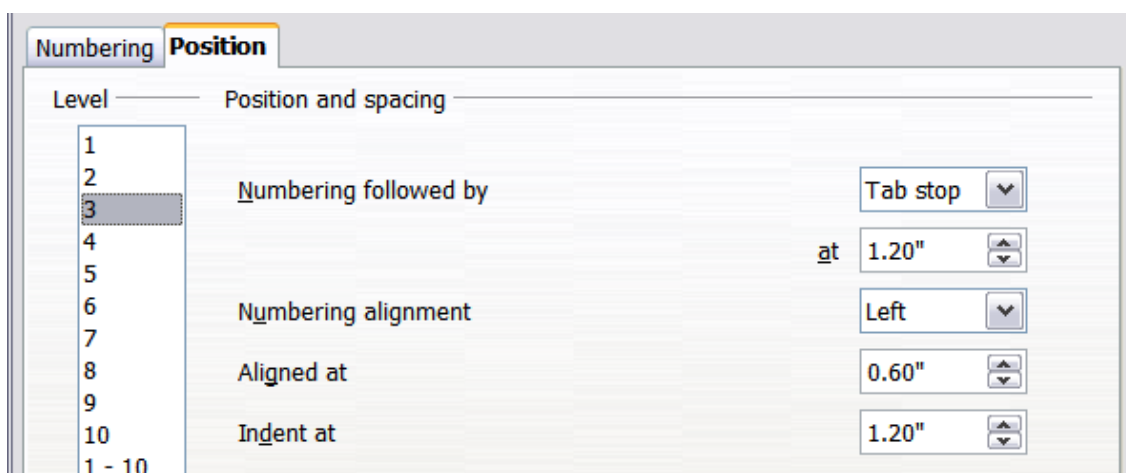 Numbering Position
Level Position and spacing
1
2
3
4
5
6
7
8
9
10
1 - 10
Numbering followed by Tab stop
at 1.20"
Numbering alignment Left
Aligned at 0.60"
Indent at 1.20"